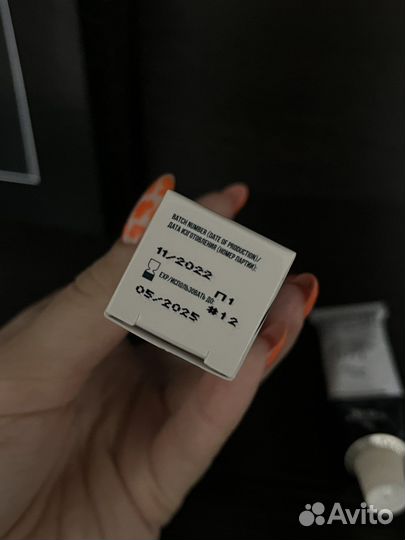 BATCH NUMBER (DATE OF PRODUCTION)/
ДАТА ИЗГОТОВЛЕНИЯ (НОМЕР ПАРТИИ):
11/2022 П1
EXP/ИСПОЛЬЗОВАТЬ ДО:
05/2025 #12
Avito